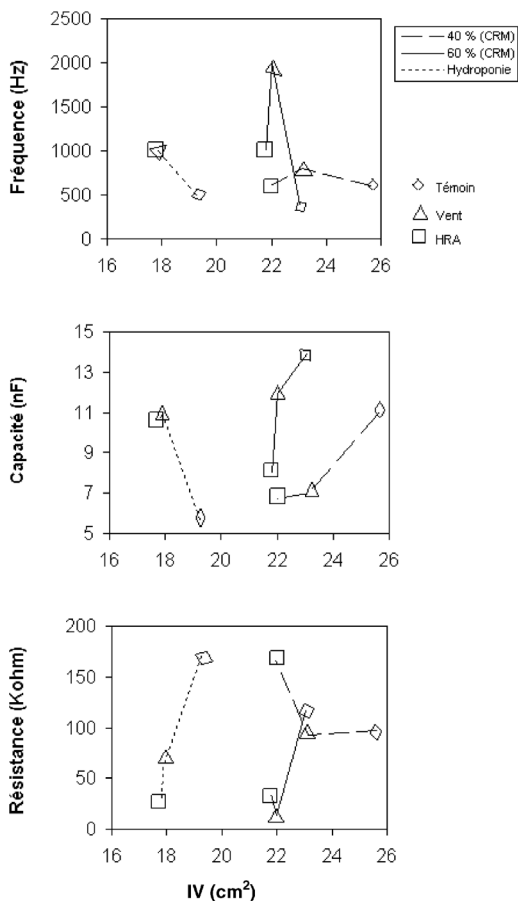 2500
2000
1500
1000
500
0
Fréquence (Hz)
16 18 20 22 24 26
40 % (CRM)
60 % (CRM)
Hydroponie
Témoin
Vent
HRA
15
13
11
9
7
5
Capacité (nF)
16 18 20 22 24 26
200
150
100
50
0
Résistance (Kohm)
16 18 20 22 24 26
IV (cm²)